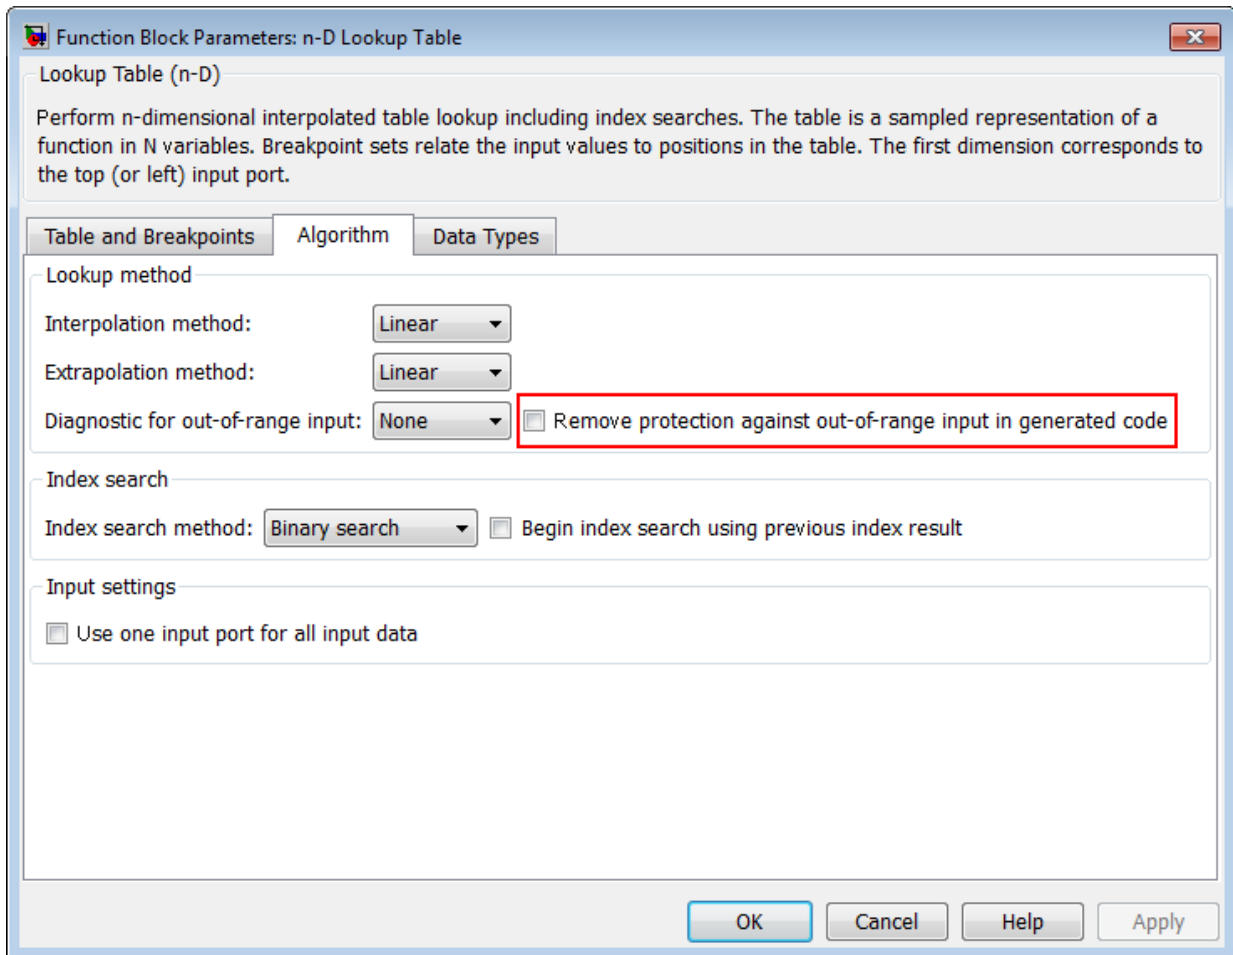 Function Block Parameters: n-D Lookup Table
Lookup Table (n-D)
Perform n-dimensional interpolated table lookup including index searches. The table is a sampled representation of a
function in N variables. Breakpoint sets relate the input values to positions in the table. The first dimension corresponds to
the top (or left) input port.
Table and Breakpoints Algorithm Data Types
Lookup method
Interpolation method: Linear
Extrapolation method: Linear
Diagnostic for out-of-range input: None Remove protection against out-of-range input in generated code
Index search
Index search method: Binary search Begin index search using previous index result
Input settings
Use one input port for all input data
OK Cancel Help Apply